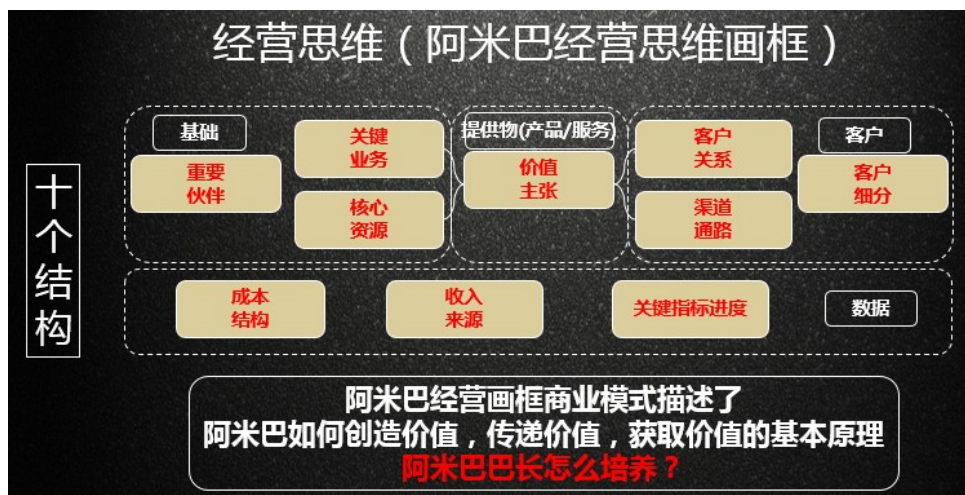 经营思维（阿米巴经营思维画框）
十个结构
基础
重要
伙伴
关键
业务
核心
资源
提供物(产品/服务)
价值
主张
客户
关系
渠道
通路
客户
客户
细分
成本
结构
收入
来源
关键指标进度
数据
阿米巴经营画框商业模式描述了
阿米巴如何创造价值，传递价值，获取价值的基本原理
阿米巴巴长怎么培养？